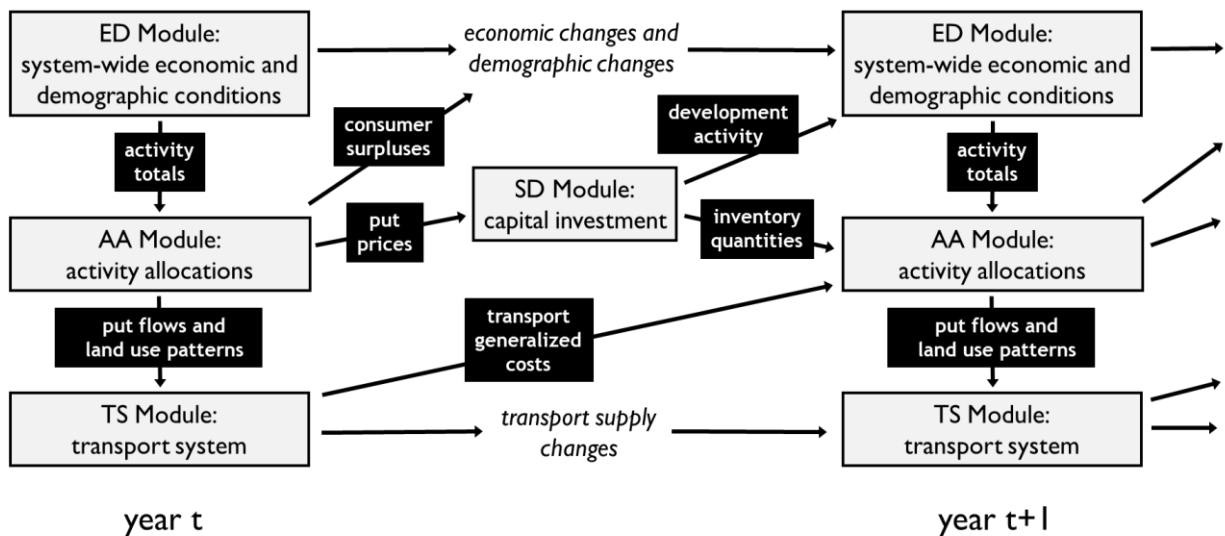 ED Module:
system-wide economic and
demographic conditions
economic changes and
demographic changes
ED Module:
system-wide economic and
demographic conditions
activity
totals
consumer
surpluses
development
activity
activity
totals
SD Module:
capital investment
AA Module:
activity allocations
put
prices
inventory
quantities
AA Module:
activity allocations
put flows and
land use patterns
transport
generalized
costs
put flows and
land use patterns
TS Module:
transport system
transport supply
changes
TS Module:
transport system
year t
year t+1